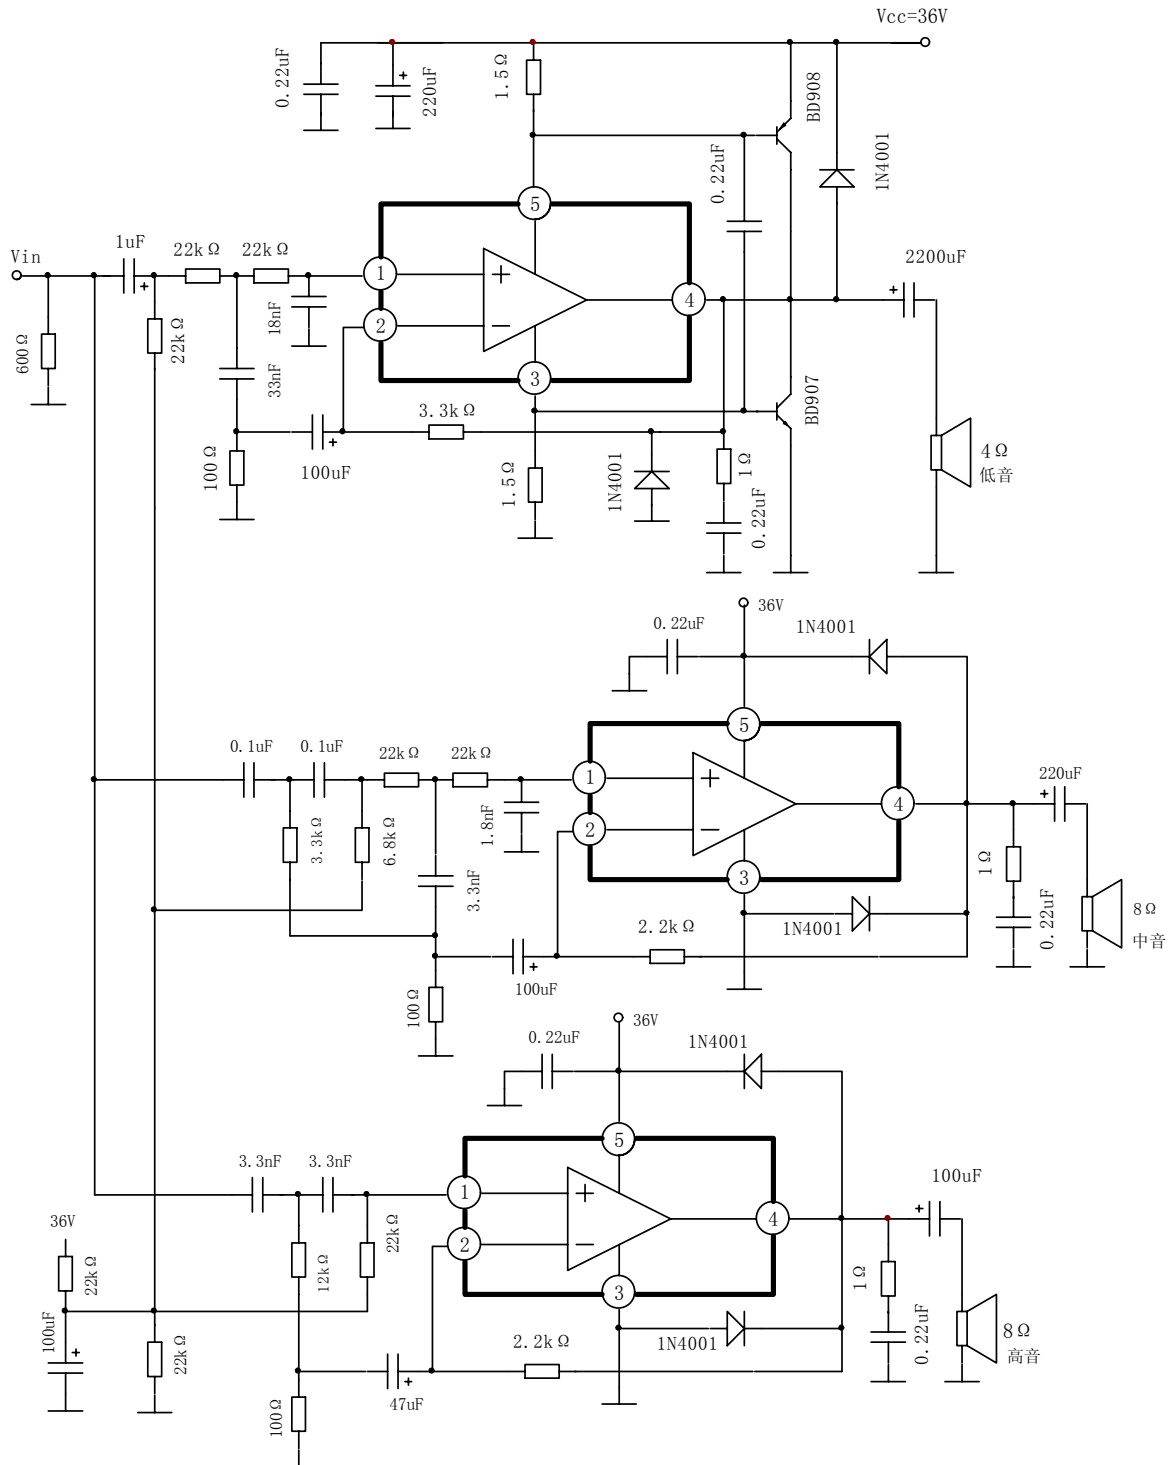 Vcc=36V
0.22uF
220uF
1.5Ω
BD908
1N4001
0.22uF
5
Vin
1uF
22kΩ
22kΩ
1
2
4
3
2200uF
600Ω
22kΩ
18nF
33nF
3.3kΩ
BD907
100Ω
100uF
1.5Ω
1N4001
1Ω
0.22uF
4Ω
低音
36V
0.22uF
1N4001
5
0.1uF
0.1uF
22kΩ
22kΩ
1
2
4
3
220uF
3.3kΩ
6.8kΩ
1.8nF
3.3nF
1Ω
0.22uF
8Ω
中音
1N4001
2.2kΩ
100uF
100Ω
36V
0.22uF
1N4001
5
3.3nF
3.3nF
1
2
4
3
100uF
36V
22kΩ
12kΩ
22kΩ
1Ω
0.22uF
8Ω
高音
100uF
22kΩ
1N4001
2.2kΩ
47uF
100Ω